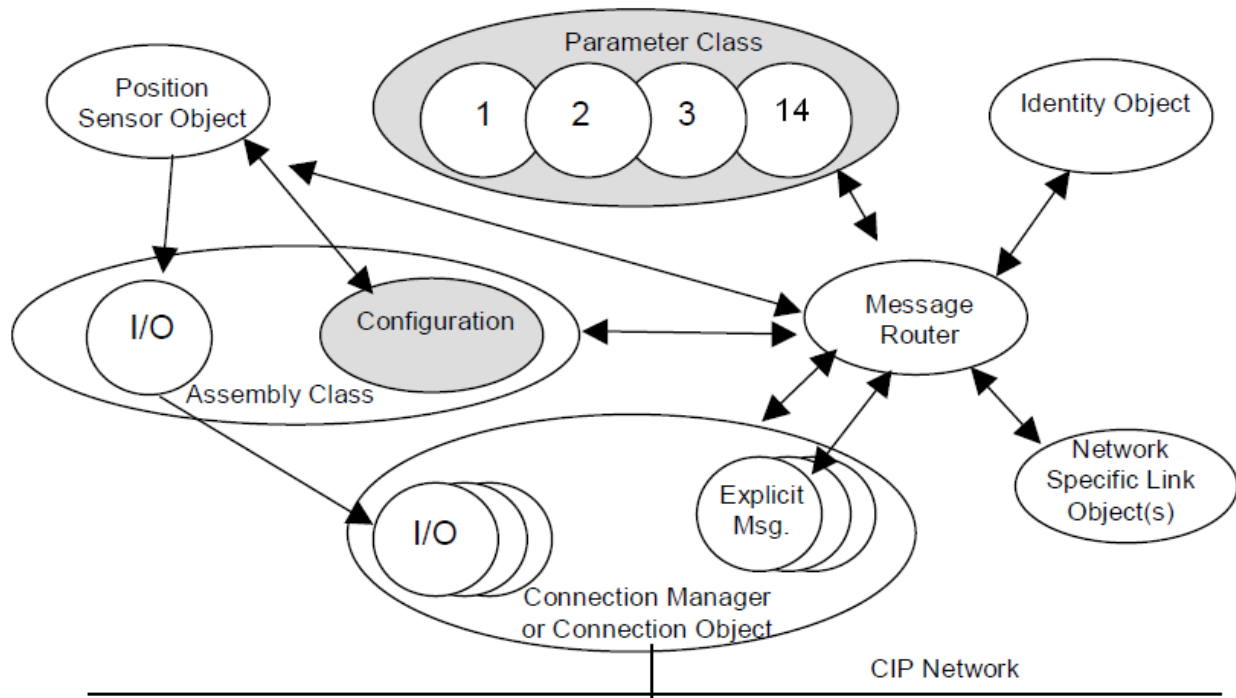 Parameter Class
1
2
3
14
Position
Sensor Object
Identity Object
I/O
Configuration
Assembly Class
Message
Router
I/O
Explicit
Msg.
Network
Specific Link
Object(s)
Connection Manager
or Connection Object
CIP Network